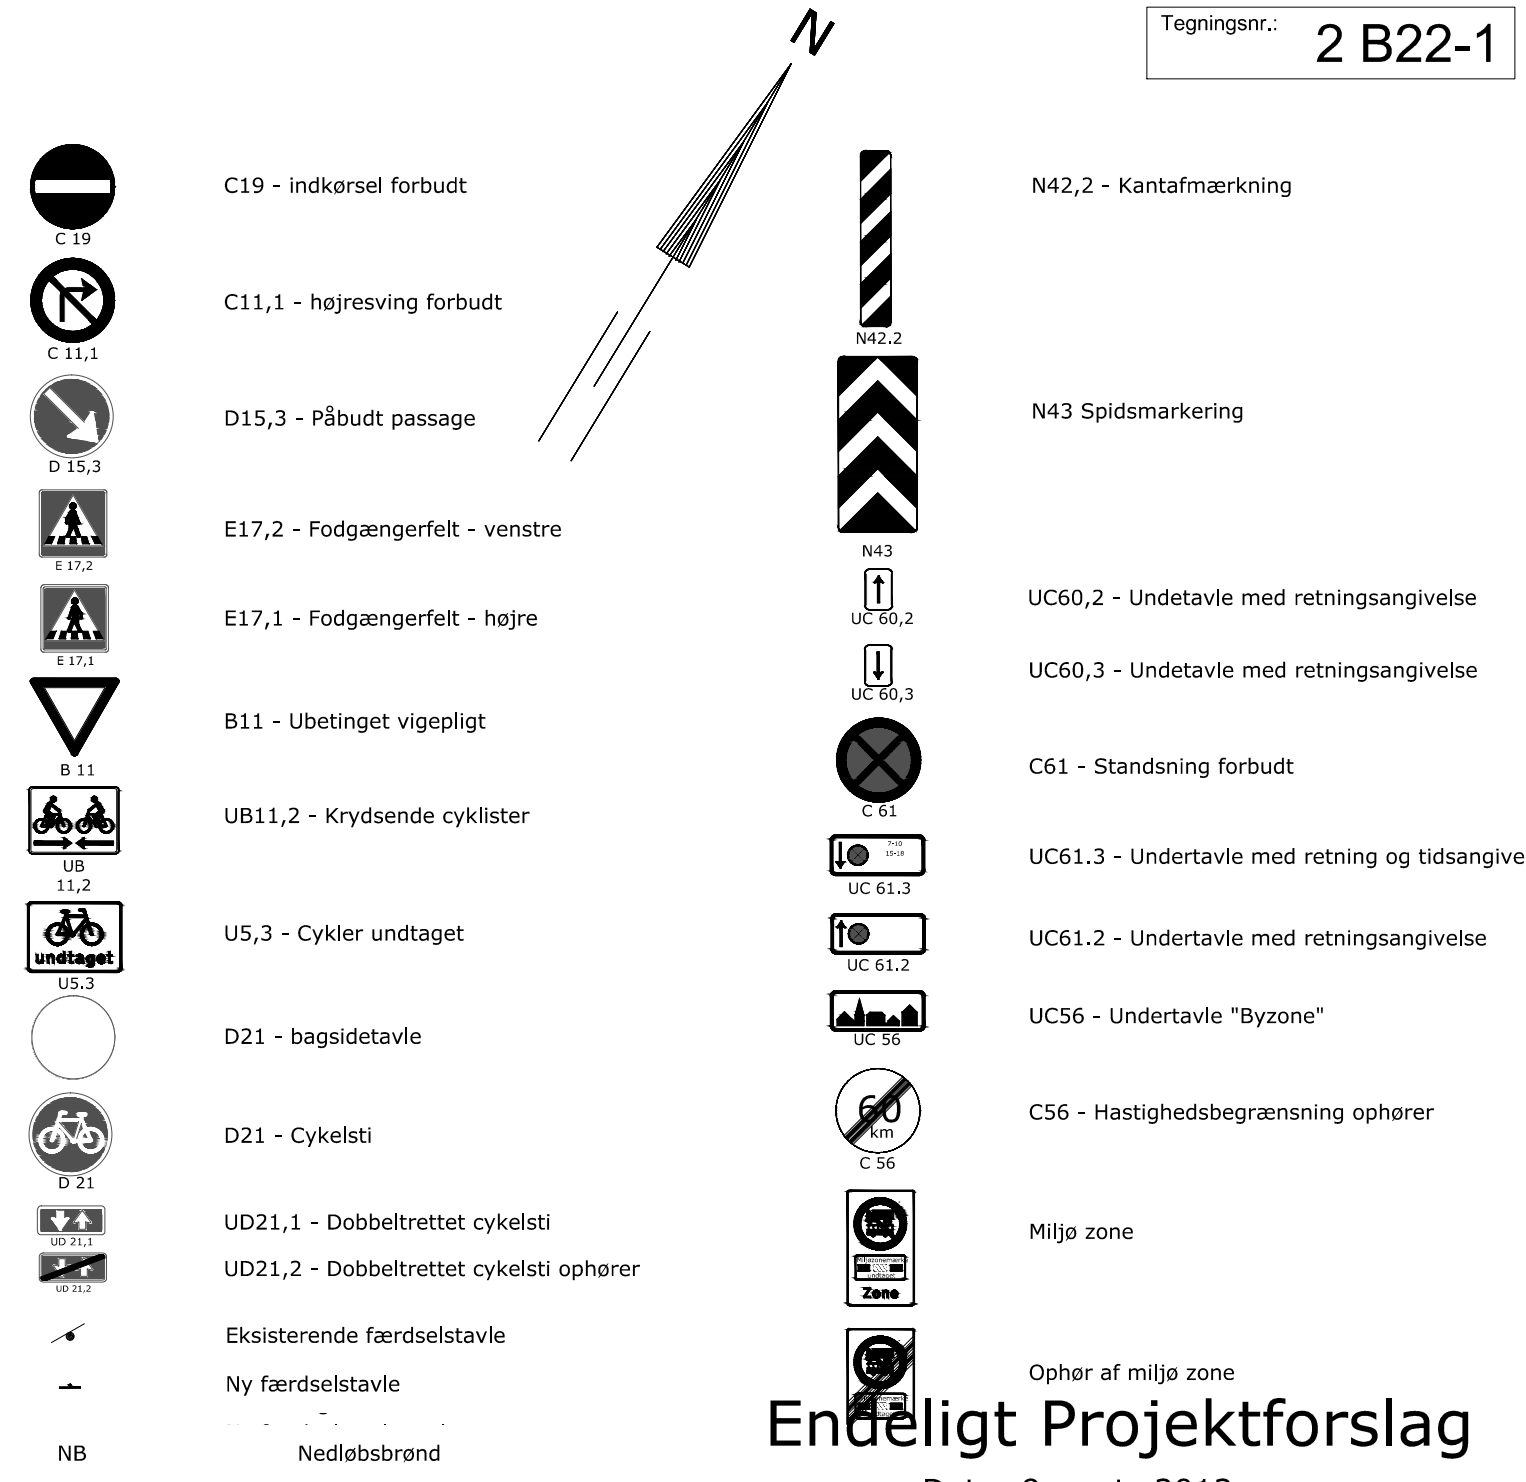 N
Tegningsnr.:
2 B22-1
C 19
C19 - indkørsel forbudt
C 11,1
C11,1 - højresving forbudt
D 15,3
D15,3 - Påbudt passage
E 17,2
E17,2 - Fodgængerfelt - venstre
E 17,1
E17,1 - Fodgængerfelt - højre
B 11
B11 - Ubetinget vigepligt
UB
11,2
UB11,2 - Krydsende cyklister
undtaget
U5.3
U5,3 - Cykler undtaget
D21 - bagsidetavle
D 21
D21 - Cykelsti
UD 21,1
UD21,1 - Dobbeltrettet cykelsti
UD 21,2
UD21,2 - Dobbeltrettet cykelsti ophører
Eksisterende færdselstavle
Ny færdselstavle
NB
Nedløbsbrønd
N42.2
N42,2 - Kantafmærkning
N43
N43 Spidsmarkering
UC 60,2
UC60,2 - Undetavle med retningsangivelse
UC 60,3
UC60,3 - Undetavle med retningsangivelse
C 61
C61 - Standsning forbudt
7-10
15-18
UC 61.3
UC61.3 - Undertavle med retning og tidsangive
UC 61.2
UC61.2 - Undertavle med retningsangivelse
UC 56
UC56 - Undertavle "Byzone"
60
km
C 56
C56 - Hastighedsbegrænsning ophører
Miljøzonemærke
undtaget
Zone
Miljø zone
undtaget
Ophør af miljø zone
Endeligt Projektforslag